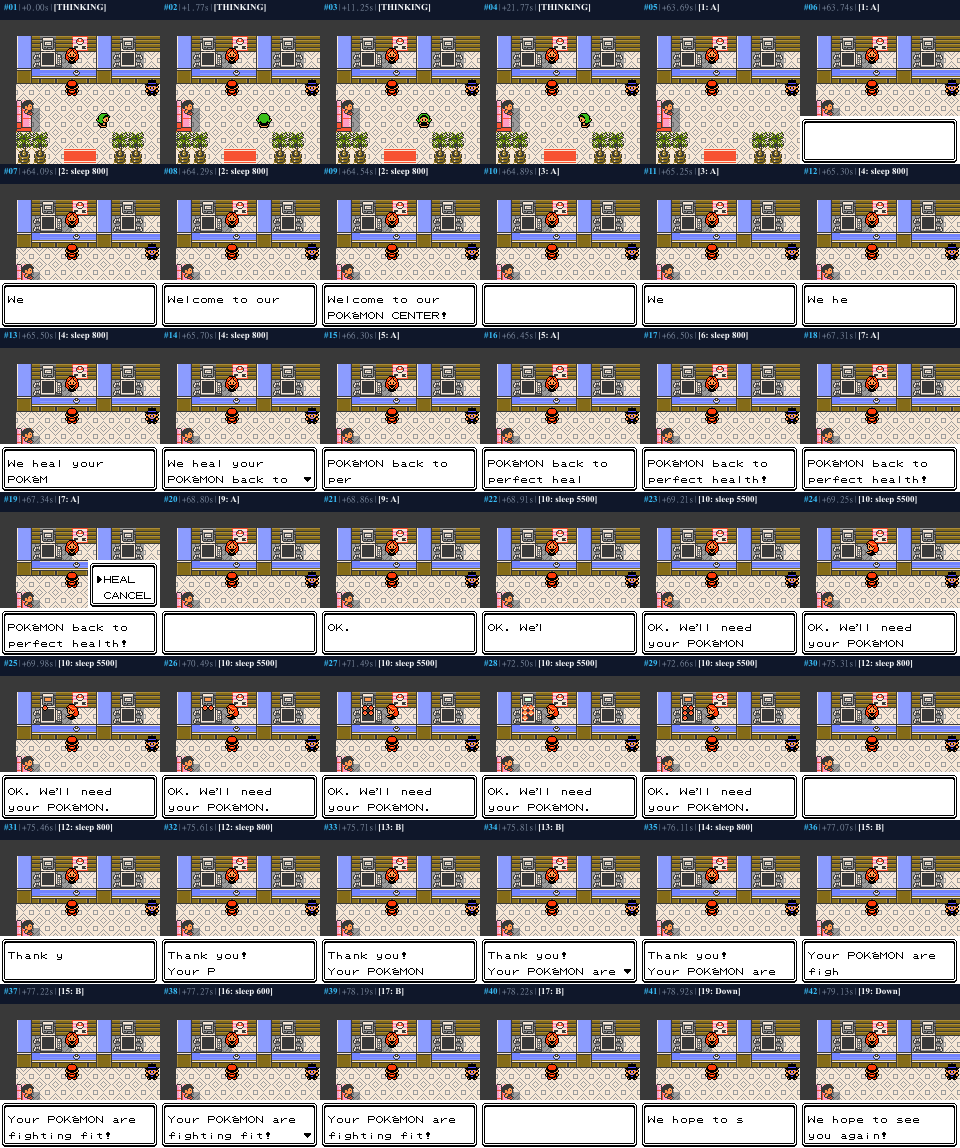 #01|+0.00s| [THINKING]
#02|+1.77s| [THINKING]
#03|+11.25s| [THINKING]
#04|+21.77s| [THINKING]
#05|+63.69s| [1: A]
#06|+63.74s| [1: A]
#07|+64.09s| [2: sleep 800]
#08|+64.29s| [2: sleep 800]
#09|+64.54s| [2: sleep 800]
#10|+64.89s| [3: A]
#11|+65.25s| [3: A]
#12|+65.30s| [4: sleep 800]
We
Welcome to our
Welcome to our
POKéMON CENTER!
We
We he
#13|+65.50s| [4: sleep 800]
#14|+65.70s| [4: sleep 800]
#15|+66.30s| [5: A]
#16|+66.45s| [5: A]
#17|+66.50s| [6: sleep 800]
#18|+67.31s| [7: A]
We heal your
POKéM
We heal your
POKéMON back to ▼
POKéMON back to
per
POKéMON back to
perfect heal
POKéMON back to
perfect health!
POKéMON back to
perfect health!
#19|+67.34s| [7: A]
#20|+68.80s| [9: A]
#21|+68.86s| [9: A]
#22|+68.91s| [10: sleep 5500]
#23|+69.21s| [10: sleep 5500]
#24|+69.25s| [10: sleep 5500]
▶HEAL
CANCEL
POKéMON back to
perfect health!
OK.
OK. We'l
OK. We'll need
your POKéMON
OK. We'll need
your POKéMON
#25|+69.98s| [10: sleep 5500]
#26|+70.49s| [10: sleep 5500]
#27|+71.49s| [10: sleep 5500]
#28|+72.50s| [10: sleep 5500]
#29|+72.66s| [10: sleep 5500]
#30|+75.31s| [12: sleep 800]
OK. We'll need
your POKéMON.
OK. We'll need
your POKéMON.
OK. We'll need
your POKéMON.
OK. We'll need
your POKéMON.
OK. We'll need
your POKéMON.
#31|+75.46s| [12: sleep 800]
#32|+75.61s| [12: sleep 800]
#33|+75.71s| [13: B]
#34|+75.81s| [13: B]
#35|+76.11s| [14: sleep 800]
#36|+77.07s| [15: B]
Thank y
Thank you!
Your P
Thank you!
Your POKéMON
Thank you!
Your POKéMON are ▼
Thank you!
Your POKéMON are
Your POKéMON are
figh
#37|+77.22s| [15: B]
#38|+77.27s| [16: sleep 600]
#39|+78.19s| [17: B]
#40|+78.22s| [17: B]
#41|+78.92s| [19: Down]
#42|+79.13s| [19: Down]
Your POKéMON are
fighting fit!
Your POKéMON are
fighting fit! ▼
Your POKéMON are
fighting fit!
We hope to s
We hope to see
you again!